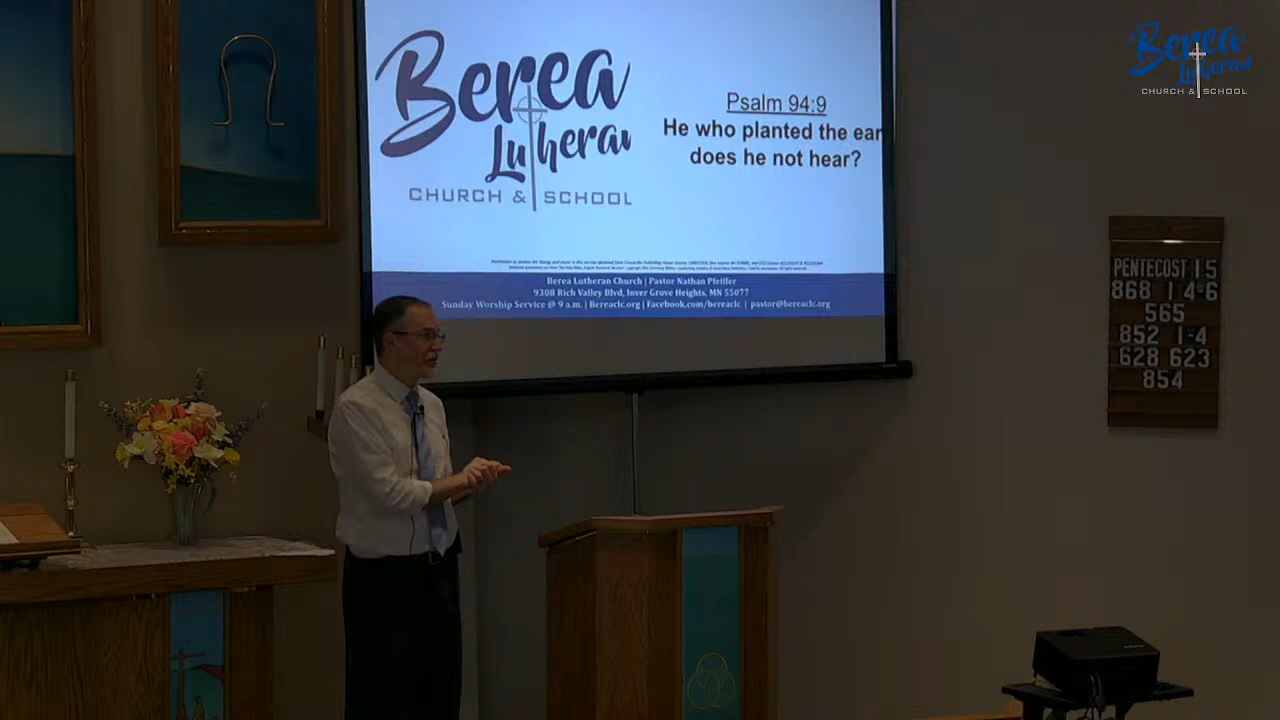 Berea
Lutheran
CHURCH & SCHOOL
Psalm 94:9
He who planted the ear
does he not hear?
Berea Lutheran Church | Pastor Nathan Pfeiffer
9308 Rich Valley Blvd, Inver Grove Heights, MN 55077
Sunday Worship Service @ 9 a.m. | Bereaclc.org | Facebook.com/bereaclc | pastor@bereaclc.org
Berea
Lutheran
CHURCH & SCHOOL
PENTECOST 15
868 1 4-6
565
852 1-4
628 623
854